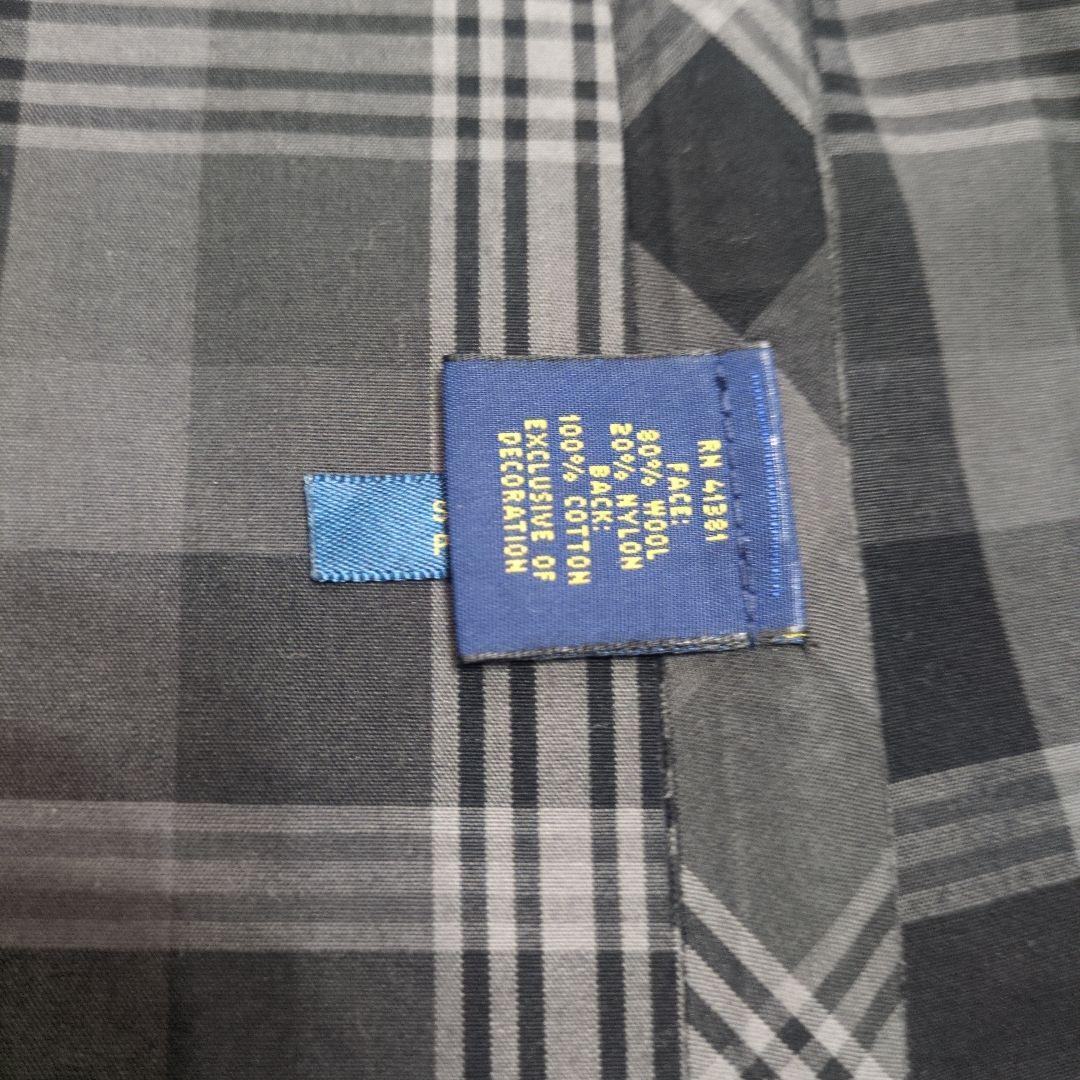 RN 41381
FACE:
80% WOOL
20% NYLON
BACK:
100% COTTON
EXCLUSIVE OF
DECORATION